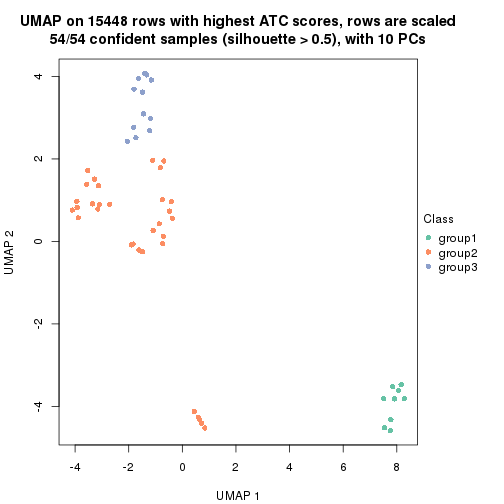 UMAP on 15448 rows with highest ATC scores, rows are scaled
54/54 confident samples (silhouette > 0.5), with 10 PCs
4
2
0
-2
-4
UMAP 2
-4
-2
0
2
4
6
8
UMAP 1
Class
group1
group2
group3